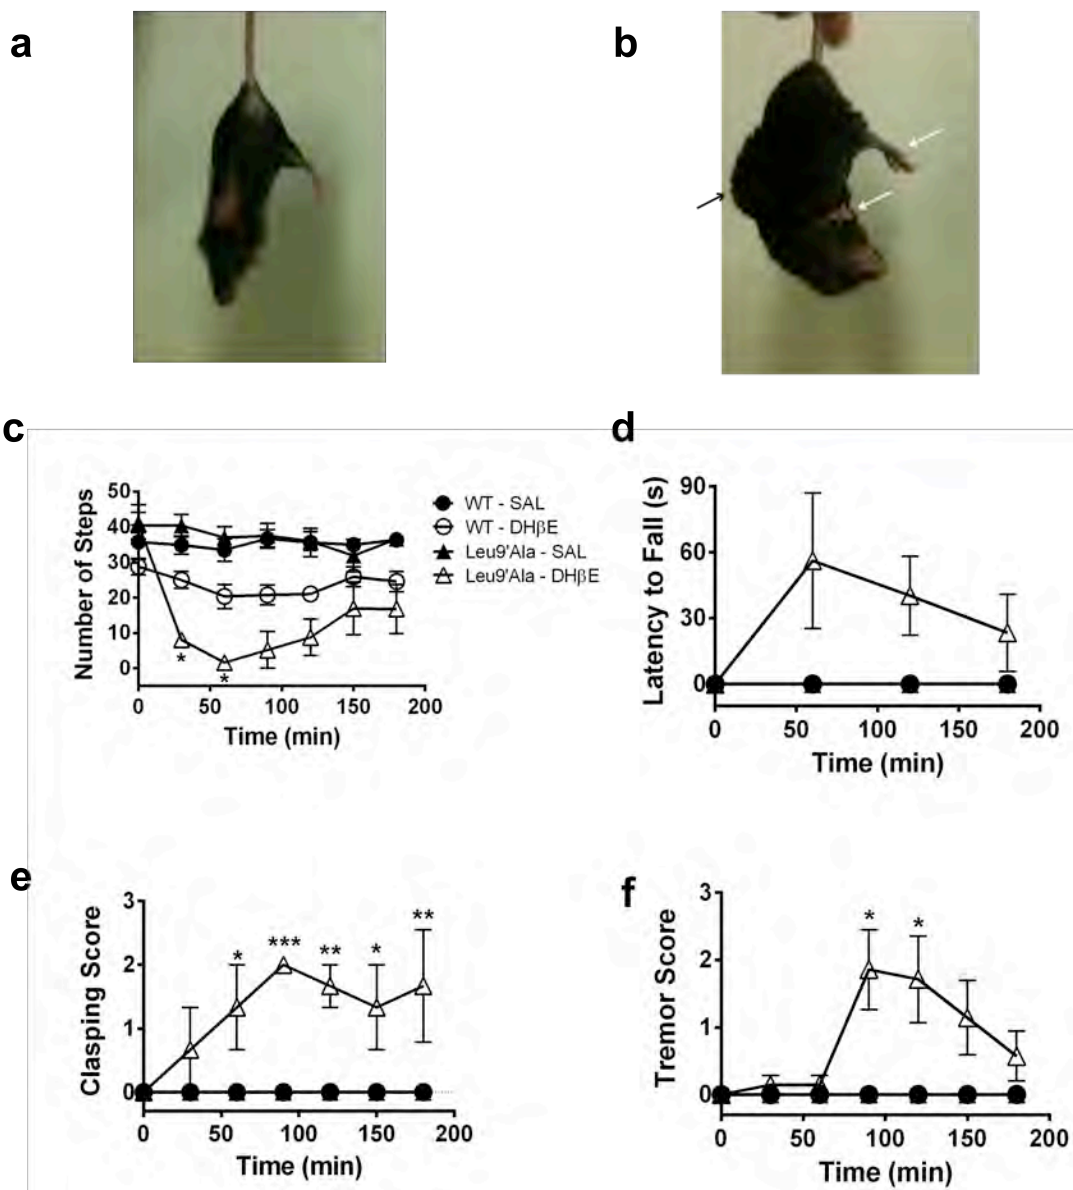 a
b
c
50
40
30
20
10
0
Number of Steps
*
*
0
50
100
150
200
Time (min)
WT - SAL
WT - DHβE
Leu9'Ala - SAL
Leu9'Ala - DHβE
d
90
60
30
0
Latency to Fall (s)
0
50
100
150
200
Time (min)
e
3
2
1
0
Clasping Score
*
***
**
*
**
0
50
100
150
200
Time (min)
f
3
2
1
0
Tremor Score
*
*
0
50
100
150
200
Time (min)